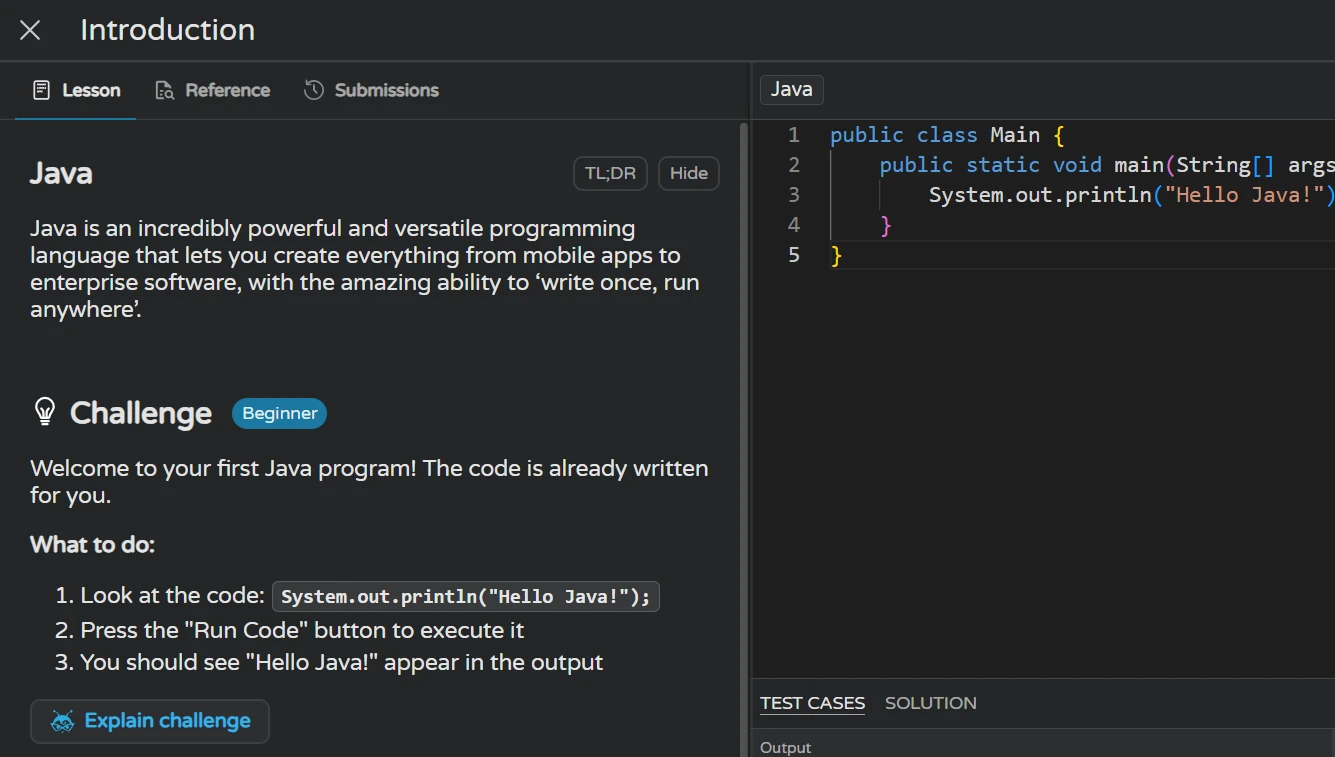 Introduction
Lesson
Reference
Submissions
Java
TL;DR
Hide
Java is an incredibly powerful and versatile programming
language that lets you create everything from mobile apps to
enterprise software, with the amazing ability to ‘write once, run
anywhere’.
Challenge
Beginner
Welcome to your first Java program! The code is already written
for you.
What to do:
1. Look at the code: System.out.println("Hello Java!");
2. Press the "Run Code" button to execute it
3. You should see "Hello Java!" appear in the output
Explain challenge
Java
1 public class Main {
2     public static void main(String[] args
3         System.out.println("Hello Java!")
4     }
5 }
TEST CASES
SOLUTION
Output